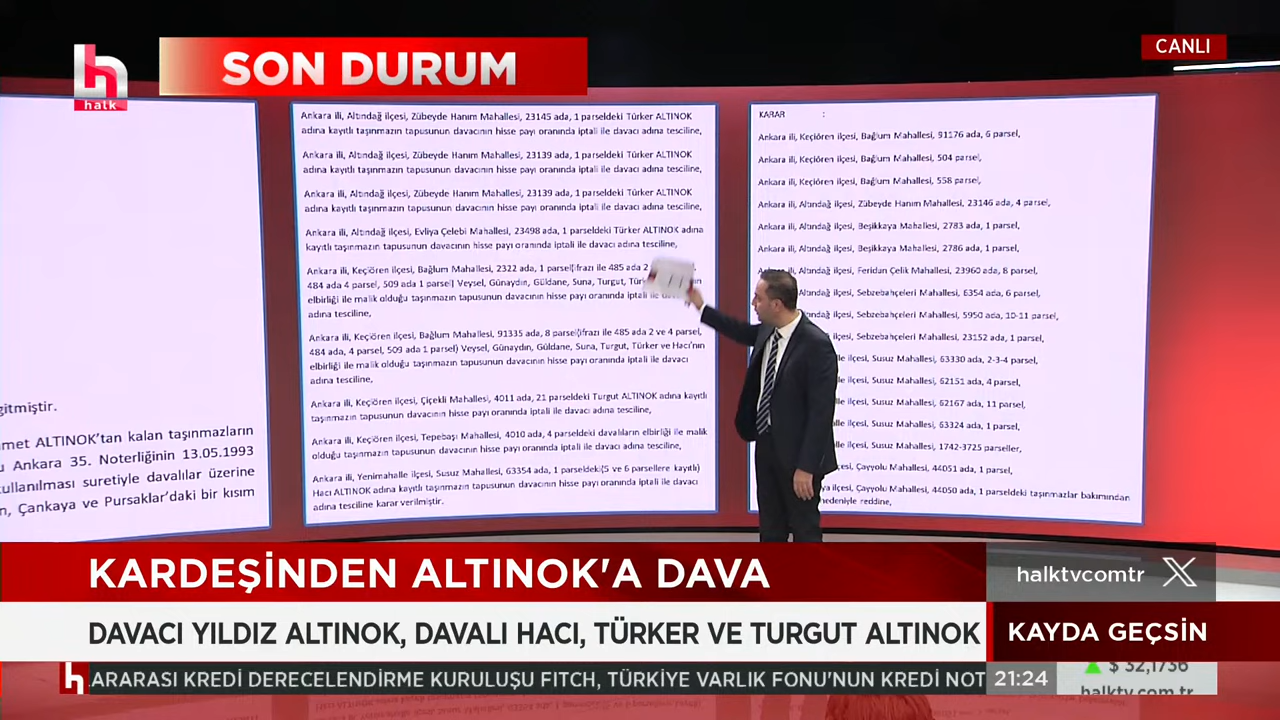 h
halk
SON DURUM
CANLI
gitmiştir.
met ALTINOK'tan kalan taşınmazların
u Ankara 35. Noterliğinin 13.05.1993
ullanılması suretiyle davalılar üzerine
n, Çankaya ve Pursaklar'daki bir kısım
Ankara ili, Altındağ ilçesi, Zübeyde Hanım Mahallesi, 23145 ada, 1 parseldeki Türker ALTINOK
adına kayıtlı taşınmazın tapusunun davacının hisse payı oranında iptali ile davacı adına tesciline,
Ankara ili, Altındağ ilçesi, Zübeyde Hanım Mahallesi, 23139 ada, 1 parseldeki Türker ALTINOK
adına kayıtlı taşınmazın tapusunun davacının hisse payı oranında iptali ile davacı adına tesciline,
Ankara ili, Altındağ ilçesi, Zübeyde Hanım Mahallesi, 23139 ada, 1 parseldeki Türker ALTINOK
adına kayıtlı taşınmazın tapusunun davacının hisse payı oranında iptali ile davacı adına tesciline,
Ankara ili, Altındağ ilçesi, Evliya Çelebi Mahallesi, 23498 ada, 1 parseldeki Türker ALTINOK adına
kayıtlı taşınmazın tapusunun davacının hisse payı oranında iptali ile davacı adına tesciline,
Ankara ili, Keçiören ilçesi, Bağlum Mahallesi, 2322 ada, 1 parsel(ifrazı ile 485 ada 2
484 ada 4 parsel, 509 ada 1 parsel) Veysel, Günaydın, Güldane, Suna, Turgut,
elbirliği ile malik olduğu taşınmazın tapusunun davacının hisse payı oranında iptali ile
tesciline,
Ankara ili, Keçiören ilçesi, Bağlum Mahallesi, 91335 ada, 8 parsel(ifrazı ile 485 ada 2 ve 4 parsel,
484 ada, 4 parsel, 509 ada 1 parsel) Veysel, Günaydın, Güldane, Suna, Turgut, Türker ve Hacı'nın
elbirliği ile malik olduğu taşınmazın tapusunun davacının hisse payı oranında iptali ile davacı
adına tesciline,
Ankara ili, Keçiören ilçesi, Çiçekli Mahallesi, 4011 ada, 21 parseldeki Turgut ALTINOK adına kayıtlı
taşınmazın tapusunun davacının hisse payı oranında iptali ile davacı adına tesciline,
Ankara ili, Keçiören ilçesi, Tepebaşı Mahallesi, 4010 ada, 4 parseldeki davalıların elbirliği ile malik
olduğu taşınmazın tapusunun davacının hisse payı oranında iptali ile davacı adına tesciline,
Ankara ili, Yenimahalle ilçesi, Susuz Mahallesi, 63354 ada, 1 parseldeki(5 ve 6 parsellere kayıtlı)
Hacı ALTINOK adına kayıtlı taşınmazın tapusunun davacının hisse payı oranında iptali ile davacı
adına tesciline karar verilmiştir.
KARAR :
Ankara ili, Keçiören ilçesi, Bağlum Mahallesi, 91176 ada, 6 parsel,
Ankara ili, Keçiören ilçesi, Bağlum Mahallesi, 504 parsel,
Ankara ili, Keçiören ilçesi, Bağlum Mahallesi, 558 parsel,
Ankara ili, Altındağ ilçesi, Zübeyde Hanım Mahallesi, 23146 ada, 4 parsel,
Ankara ili, Altındağ ilçesi, Beşikkaya Mahallesi, 2783 ada, 1 parsel,
Ankara ili, Altındağ ilçesi, Beşikkaya Mahallesi, 2786 ada, 1 parsel,
Altındağ ilçesi, Feridun Çelik Mahallesi, 23960 ada, 8 parsel,
Altındağ ilçesi, Sebzebahçeleri Mahallesi, 6354 ada, 6 parsel,
Altındağ ilçesi, Sebzebahçeleri Mahallesi, 5950 ada, 10-11 parsel,
ilçesi, Sebzebahçeleri Mahallesi, 23152 ada, 1 parsel,
lle ilçesi, Susuz Mahallesi, 63330 ada, 2-3-4 parsel,
lle ilçesi, Susuz Mahallesi, 62151 ada, 4 parsel,
lle ilçesi, Susuz Mahallesi, 62167 ada, 11 parsel,
lle ilçesi, Susuz Mahallesi, 63324 ada, 1 parsel,
lle ilçesi, Susuz Mahallesi, 1742-3725 parseller,
ilçesi, Çayyolu Mahallesi, 44051 ada, 1 parsel,
ilçesi, Çayyolu Mahallesi, 44050 ada, 1 parseldeki taşınmazlar bakımından
nedeniyle reddine,
KARDEŞİNDEN ALTINOK'A DAVA
halktvcomtr X
DAVACI YILDIZ ALTINOK, DAVALI HACI, TÜRKER VE TURGUT ALTINOK
KAYDA GEÇSİN
h
ARARASI KREDİ DERECELENDİRME KURULUŞU FITCH, TÜRKİYE VARLIK FONU'NUN KREDİ NOT
21:24
$ 32,1736
halktv.com.tr